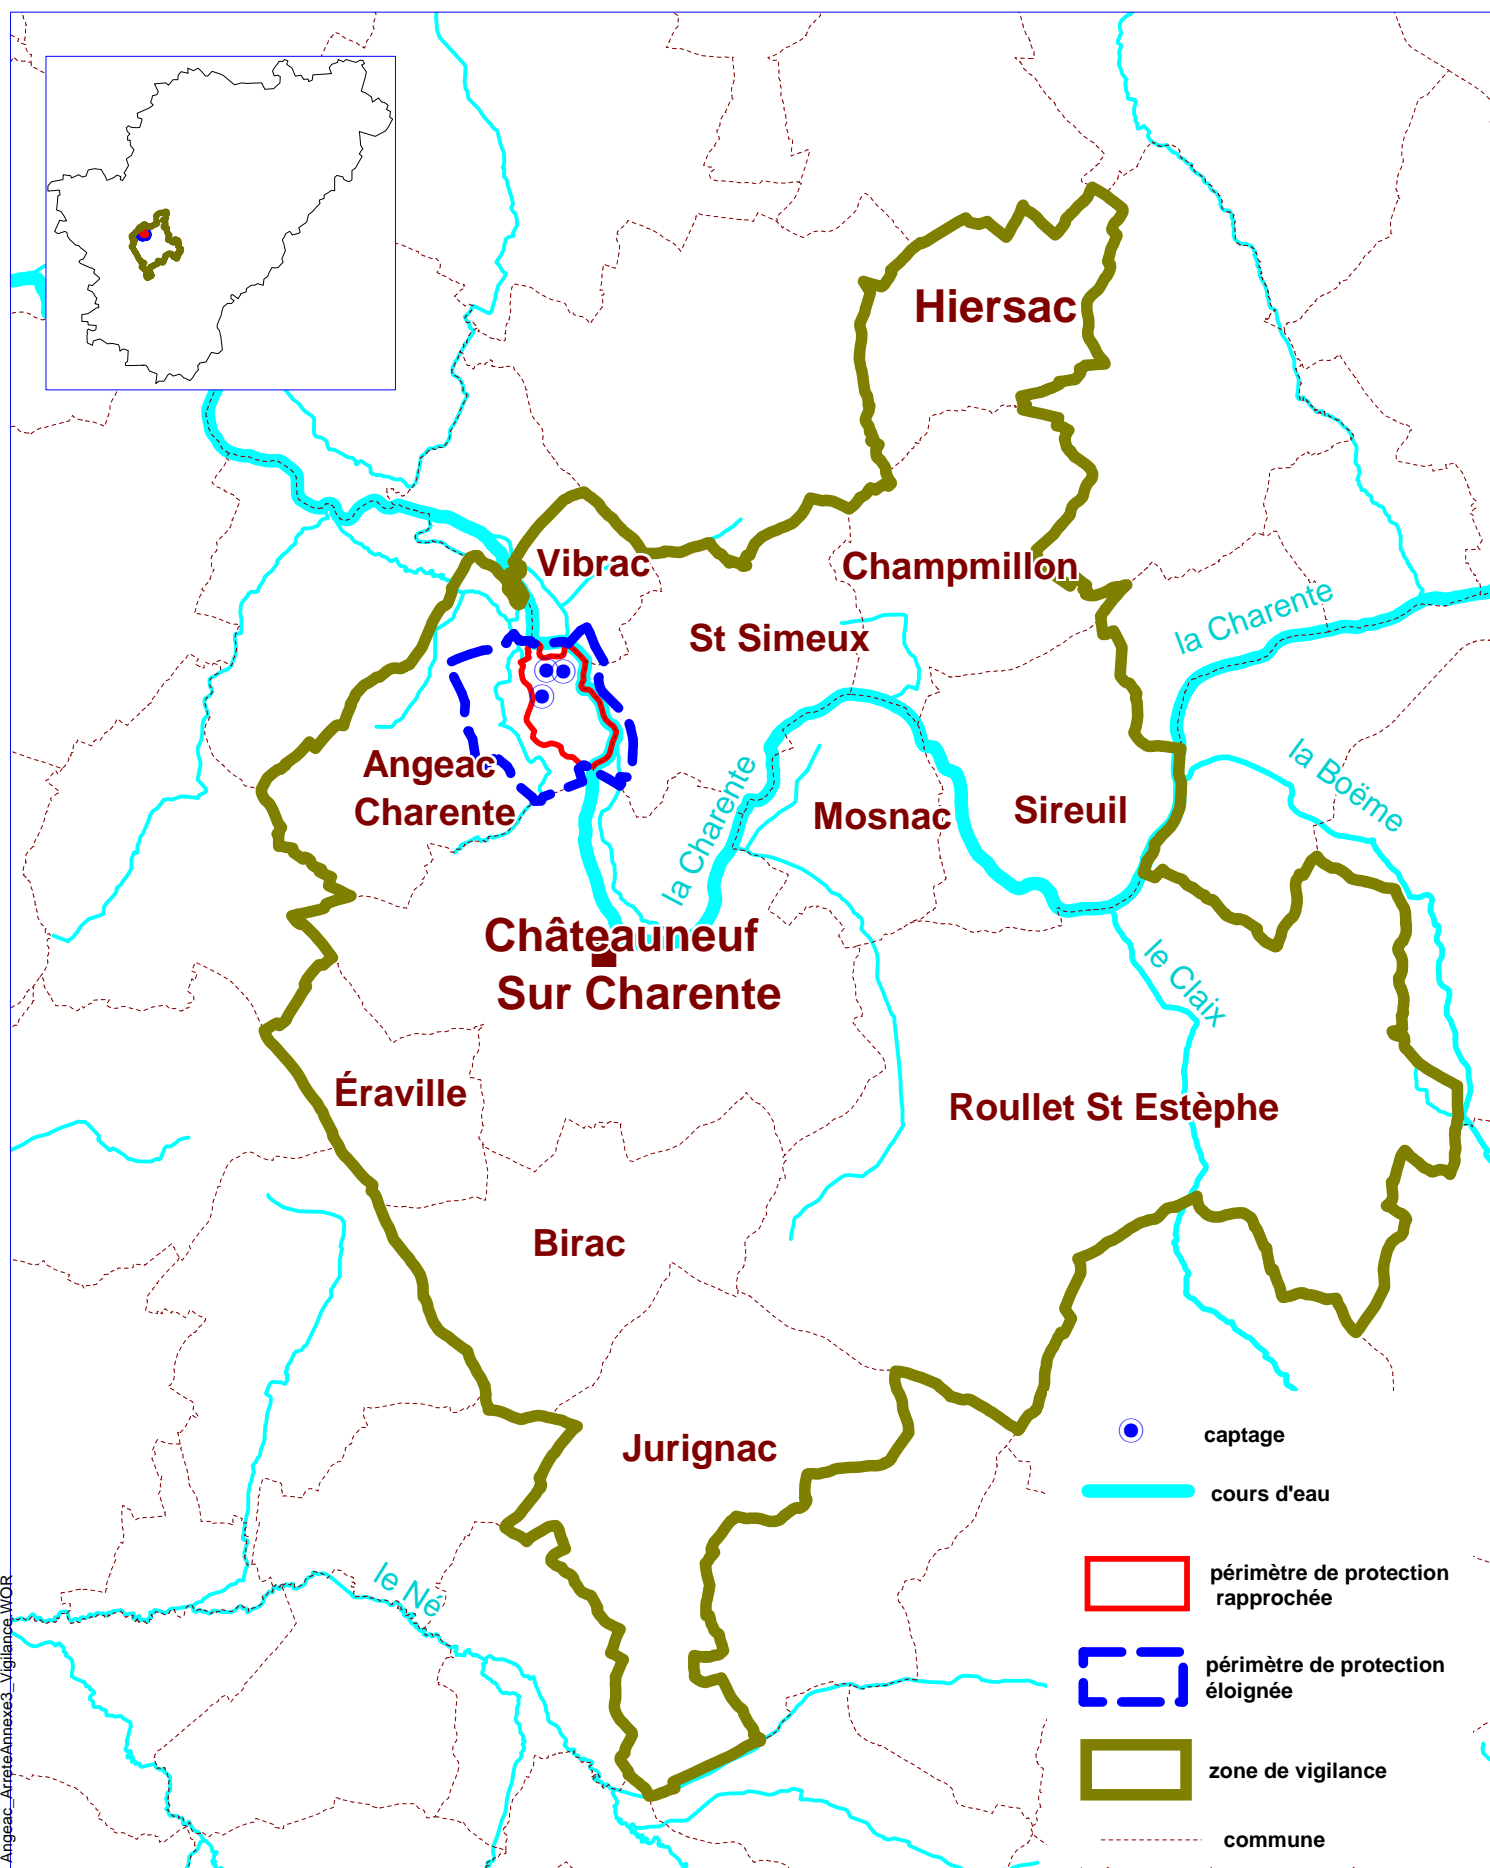 Hiersac
Vibrac
Champmillon
St Simeux
la Charente
Angeac
Charente
la Charente
Mosnac
Sireuil
la Boëme
Châteauneuf
Sur Charente
le Claix
Éraville
Roullet St Estèphe
Birac
Jurignac
le Né
captage
cours d'eau
périmètre de protection
rapprochée
périmètre de protection
éloignée
zone de vigilance
commune
Angeac_ArreteAnnexe3_Vigilance.WOR